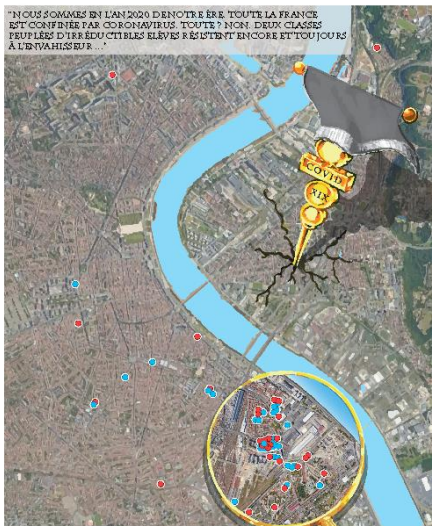 "NOUS SOMMES EN L'AN 2020 DE NOTRE ÈRE. TOUTE LA FRANCE
EST CONFINÉE PAR CORONAVIRUS. TOUTE ? NON. DEUX CLASSES
PEUPLÉES D'IRRÉDUCTIBLES ELÈVES RÉSISTENT ENCORE ET TOUJOURS
À L'ENVAHISSEUR ..."
COVID
XIX